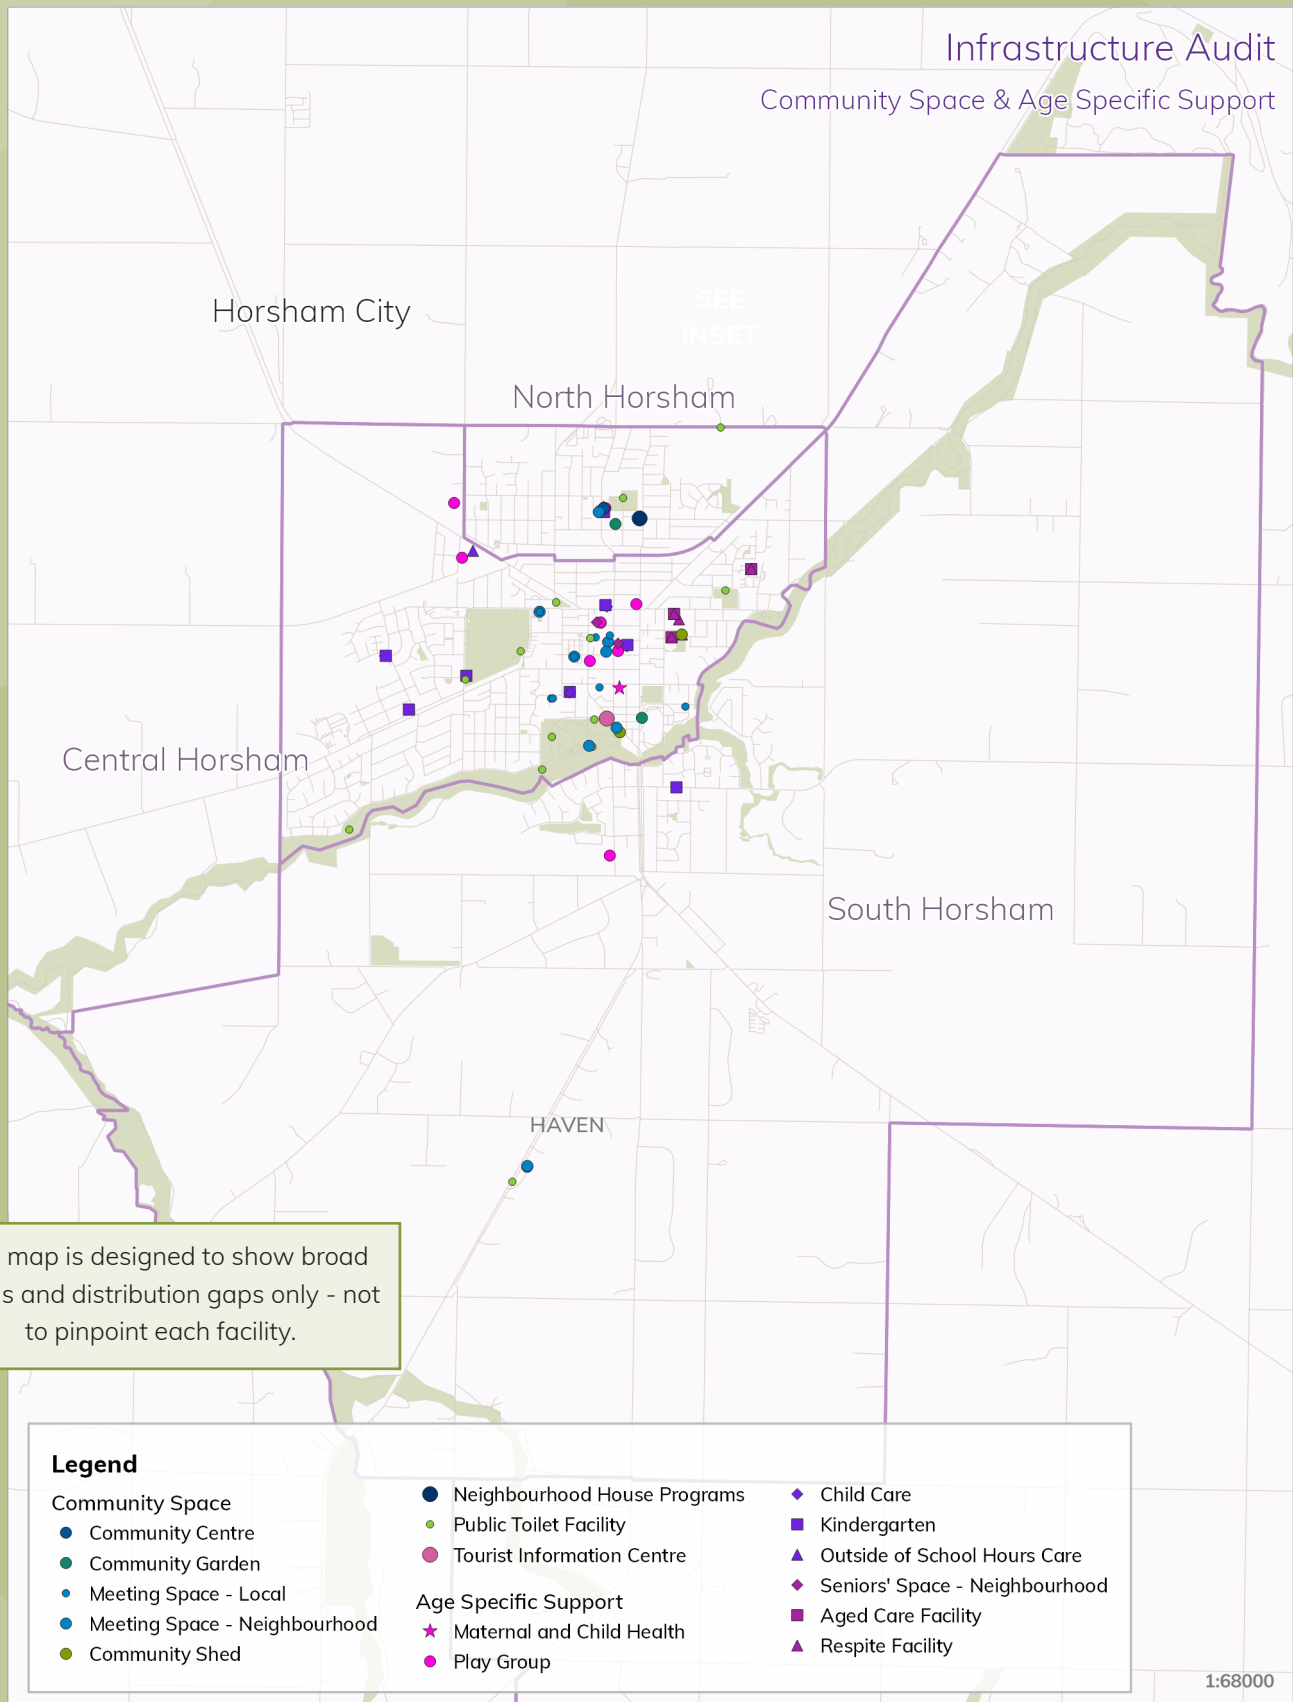 Infrastructure Audit
Community Space & Age Specific Support
SEE
INSET
Horsham City
North Horsham
Central Horsham
South Horsham
HAVEN
map is designed to show broad
s and distribution gaps only - not
to pinpoint each facility.
Legend
Community Space
Community Centre
Community Garden
Meeting Space - Local
Meeting Space - Neighbourhood
Community Shed
Neighbourhood House Programs
Public Toilet Facility
Tourist Information Centre
Age Specific Support
Maternal and Child Health
Play Group
Child Care
Kindergarten
Outside of School Hours Care
Seniors' Space - Neighbourhood
Aged Care Facility
Respite Facility
1:68000